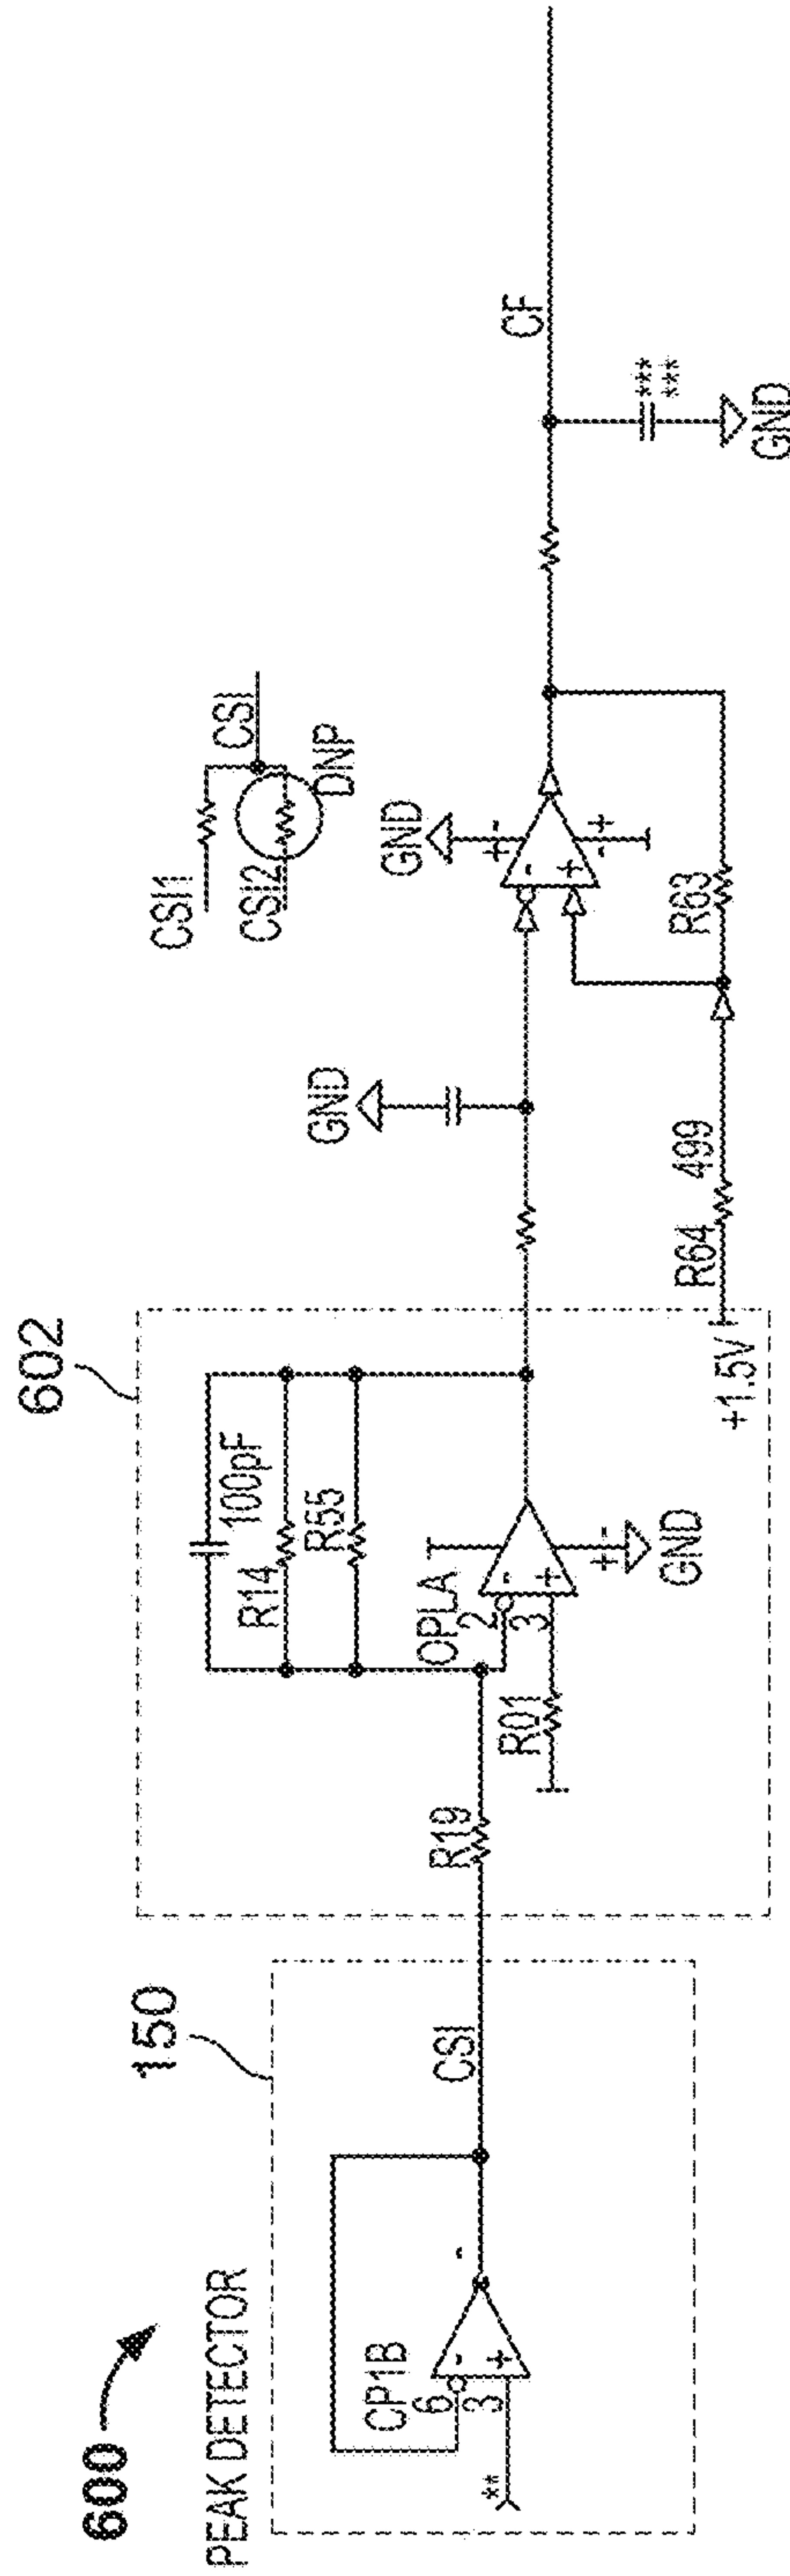 600
PEAK DETECTOR
150
CP1B
6
3
-
+
**
-
CSI
602
R19
100pF
R14
R55
OPLA
2
3
-
+
R01
+-
GND
+1.5V
R64 499
GND
R63
GND
+-
-
+
-+
CSI1
CSI2
CSI
DNP
CF
***
***
GND